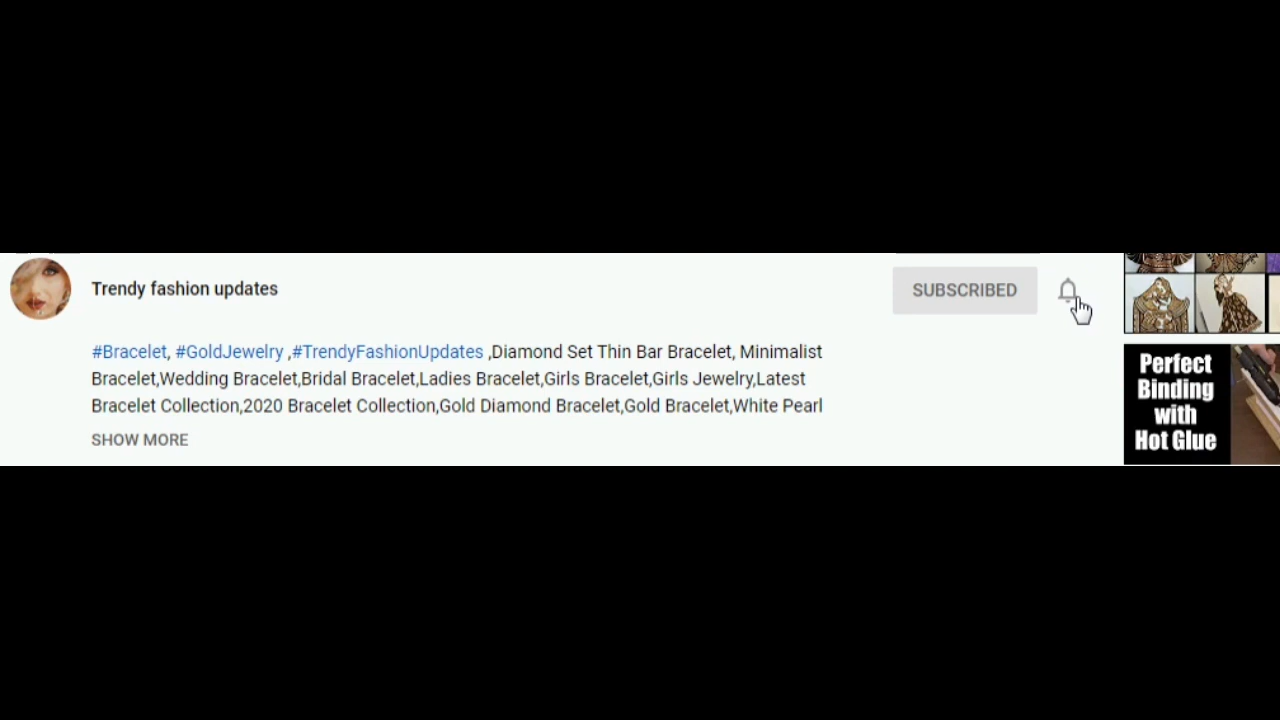 Trendy fashion updates
SUBSCRIBED
#Bracelet, #GoldJewelry ,#TrendyFashionUpdates ,Diamond Set Thin Bar Bracelet, Minimalist
Bracelet,Wedding Bracelet,Bridal Bracelet,Ladies Bracelet,Girls Bracelet,Girls Jewelry,Latest
Bracelet Collection,2020 Bracelet Collection,Gold Diamond Bracelet,Gold Bracelet,White Pearl
SHOW MORE
Perfect
Binding
with
Hot Glue